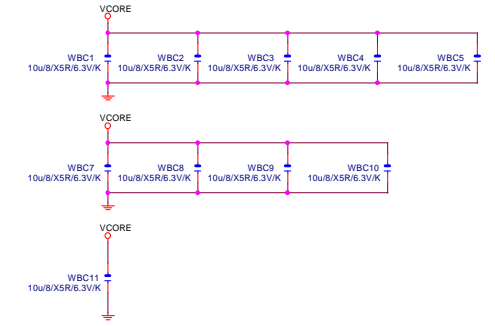 VCORE
WBC1 WBC2 WBC3 WBC4 WBC5
10u/8/X5R/6.3V/K 10u/8/X5R/6.3V/K 10u/8/X5R/6.3V/K 10u/8/X5R/6.3V/K 10u/8/X5R/6.3V/K
VCORE
WBC7 WBC8 WBC9 WBC10
10u/8/X5R/6.3V/K 10u/8/X5R/6.3V/K 10u/8/X5R/6.3V/K 10u/8/X5R/6.3V/K
VCORE
WBC11
10u/8/X5R/6.3V/K